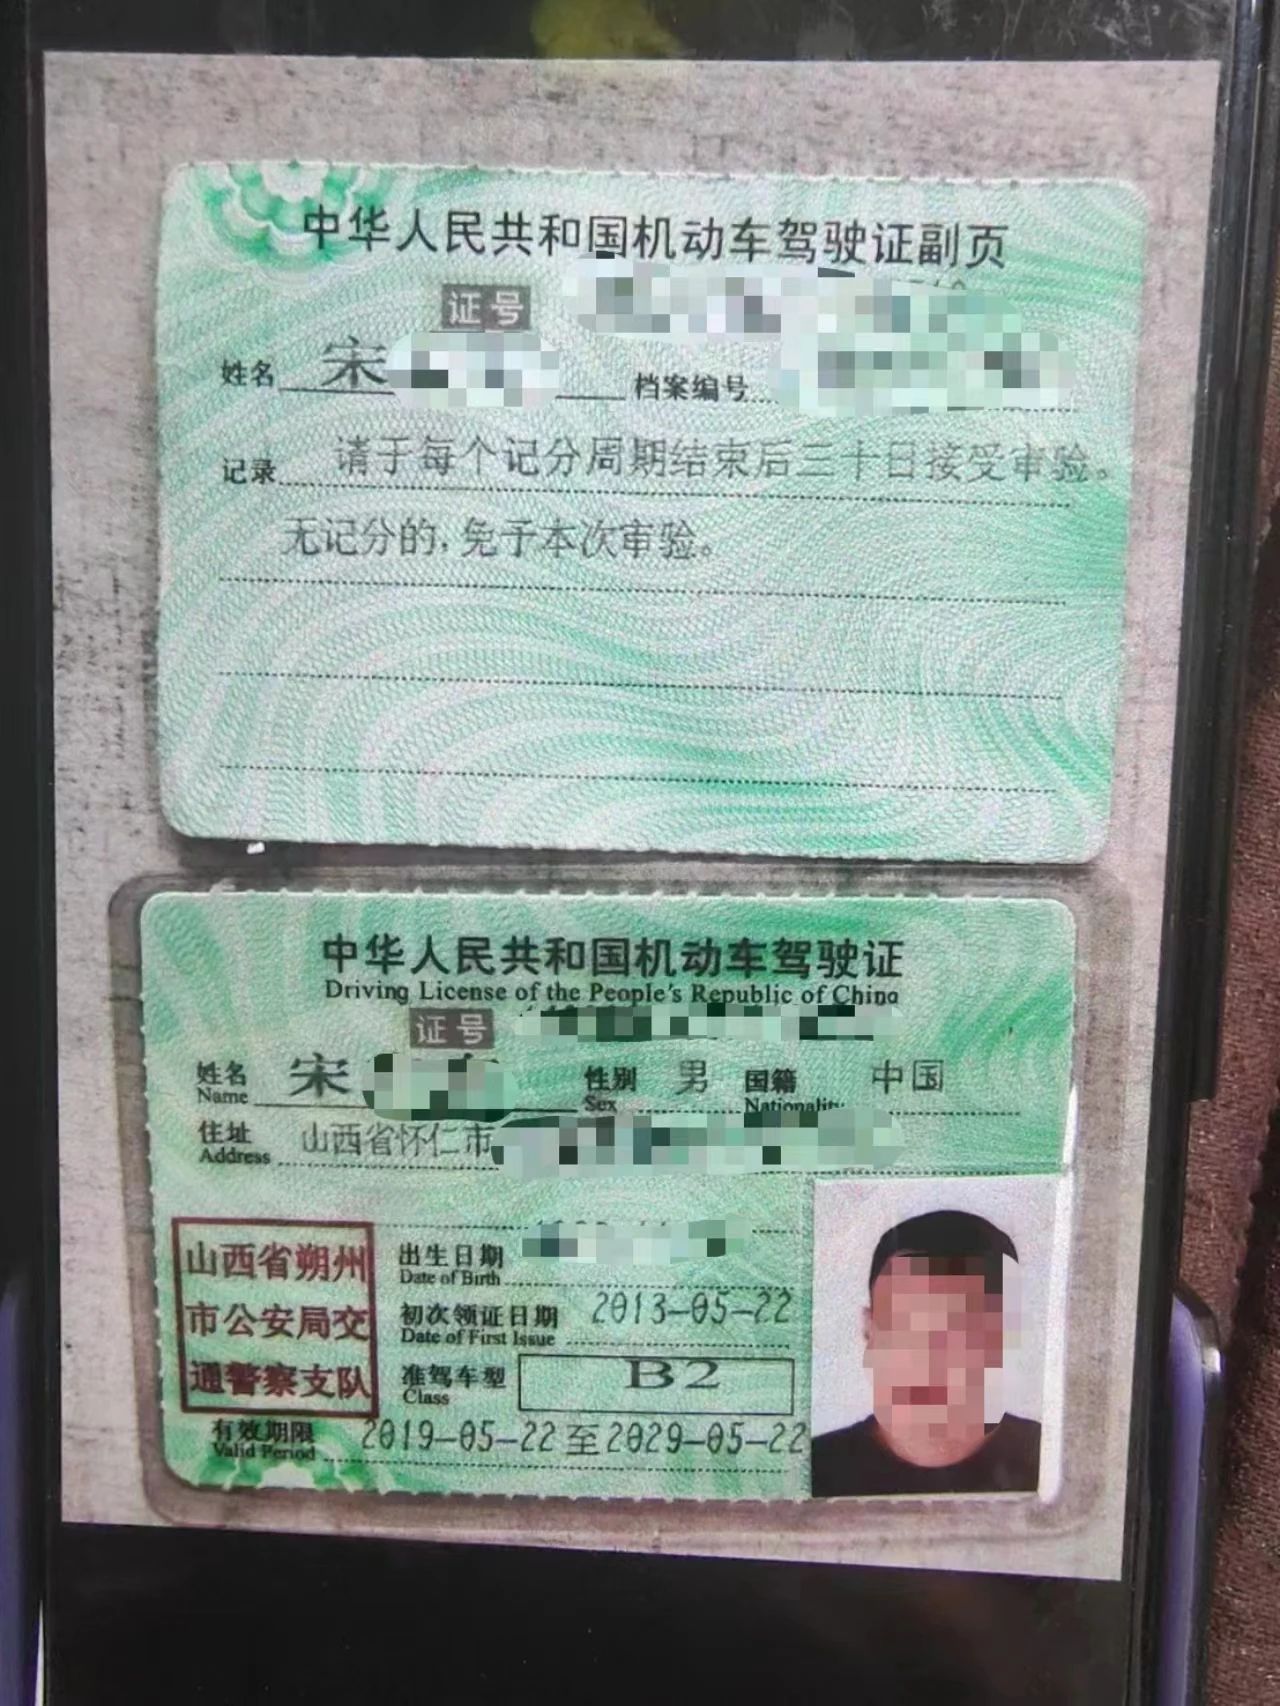 中华人民共和国机动车驾驶证副页
证号
姓名 宋 档案编号
记录 请于每个记分周期结束后三十日接受审验。
无记分的,免予本次审验。
中华人民共和国机动车驾驶证
Driving License of the People's Republic of China
证号
姓名 宋 性别 男 国籍 中国
Name Sex Nationality
住址 山西省怀仁市
Address
山西省朔州
市公安局交
通警察支队
出生日期
Date of Birth
初次领证日期 2013-05-22
Date of First Issue
准驾车型 B2
Class
有效期限 2019-05-22 至 2029-05-22
Valid Period